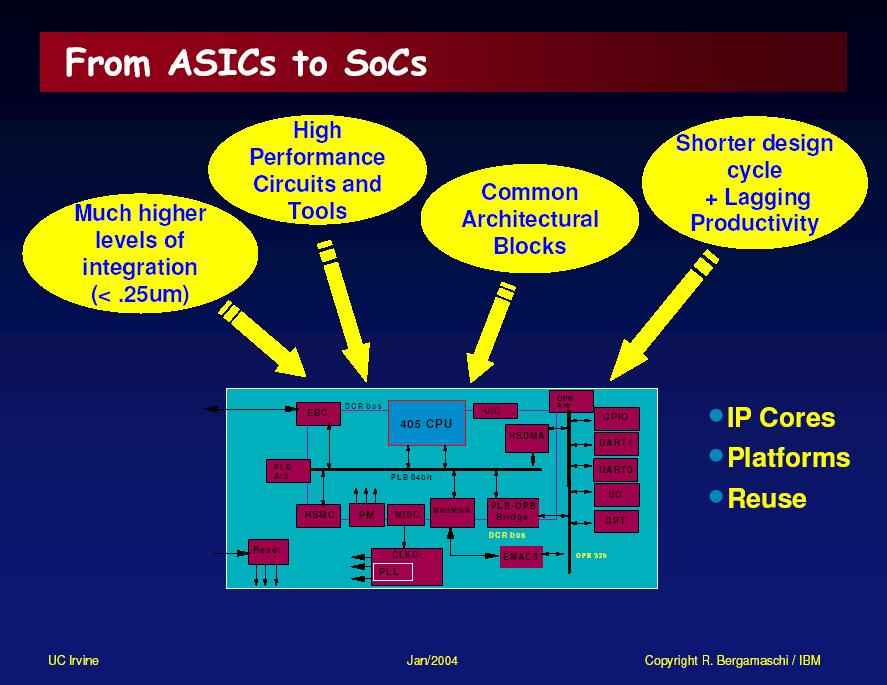 From ASICs to SoCs
High
Performance
Circuits and
Tools
Shorter design
cycle
+ Lagging
Productivity
Common
Architectural
Blocks
Much higher
levels of
integration
(< .25um)
EBC
DCR bus
405 CPU
UIC
OPB
Arb
GPIO
HSDMA
UART1
PLB
Arb
PLB 64bit
UART0
IIC
HSMC
PM
MISC
MadMal6
PLB-OPB
Bridge
GPT
DCR bus
Reset
CLKG
PLL
EMAC3
OPB 32b
IP Cores
Platforms
Reuse
UC Irvine
Jan/2004
Copyright R. Bergamaschi / IBM